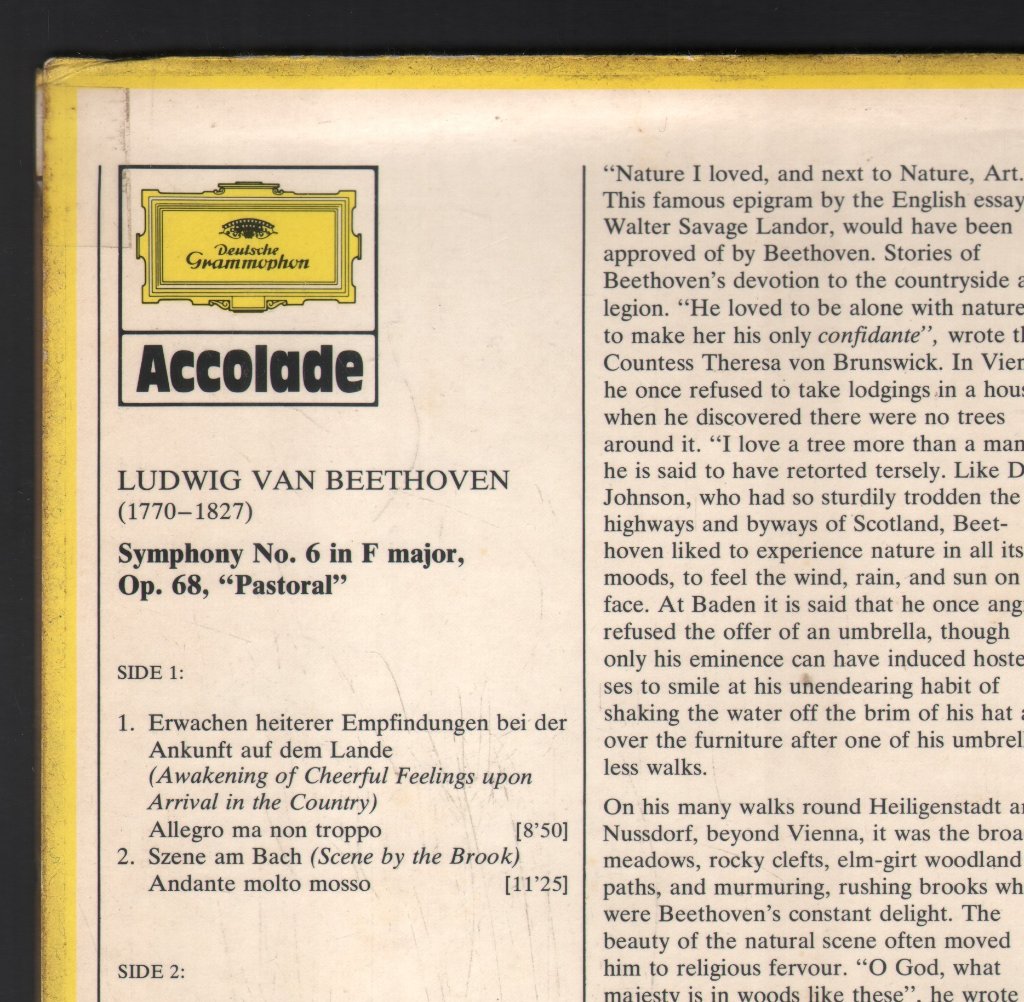 Deutsche
Grammophon
Accolade
LUDWIG VAN BEETHOVEN
(1770–1827)
Symphony No. 6 in F major,
Op. 68, “Pastoral”
SIDE 1:
1. Erwachen heiterer Empfindungen bei der
Ankunft auf dem Lande
(Awakening of Cheerful Feelings upon
Arrival in the Country)
Allegro ma non troppo [8’50]
2. Szene am Bach (Scene by the Brook)
Andante molto mosso [11’25]
SIDE 2:
“Nature I loved, and next to Nature, Art.
This famous epigram by the English
Walter Savage Landor, would have been
approved of by Beethoven. Stories of
Beethoven’s devotion to the countryside
legion. “He loved to be alone with nature
to make her his only confidante”, wrote
Countess Theresa von Brunswick. In
he once refused to take lodgings in a
when he discovered there were no trees
around it. “I love a tree more than a man
he is said to have retorted tersely. Like
Johnson, who had so sturdily trodden the
highways and byways of Scotland, Beet-
hoven liked to experience nature in all its
moods, to feel the wind, rain, and sun on
face. At Baden it is said that he once
refused the offer of an umbrella, though
only his eminence can have induced
ses to smile at his unendearing habit of
shaking the water off the brim of his hat
over the furniture after one of his
less walks.
On his many walks round Heiligenstadt
Nussdorf, beyond Vienna, it was the
meadows, rocky clefts, elm-girt woodland
paths, and murmuring, rushing brooks
were Beethoven’s constant delight. The
beauty of the natural scene often moved
him to religious fervour. “O God, what
majesty is in woods like these”, he wrote